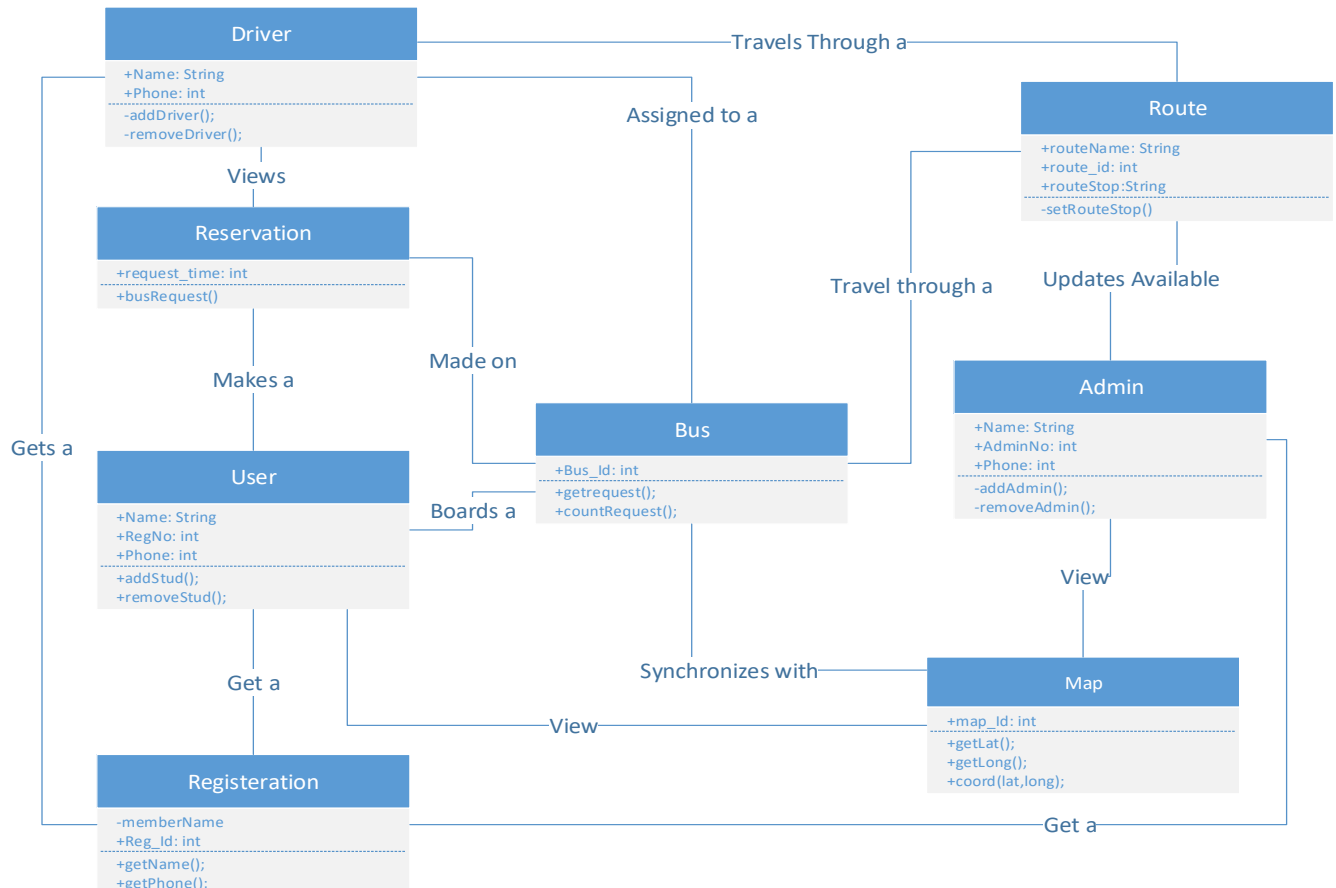 Driver
+Name: String
+Phone: int
-addDriver();
-removeDriver();
Travels Through a
Assigned to a
Route
+routeName: String
+route_id: int
+routeStop:String
-setRouteStop()
Views
Reservation
+request_time: int
+busRequest()
Travel through a
Updates Available
Made on
Makes a
Admin
+Name: String
+AdminNo: int
+Phone: int
-addAdmin();
-removeAdmin();
Bus
+Bus_Id: int
+getrequest();
+countRequest();
Gets a
User
+Name: String
+RegNo: int
+Phone: int
+addStud();
+removeStud();
Boards a
View
Synchronizes with
Get a
Map
+map_Id: int
+getLat();
+getLong();
+coord(lat,long);
View
Registeration
-memberName
+Reg_Id: int
+getName();
+getPhone();
Get a